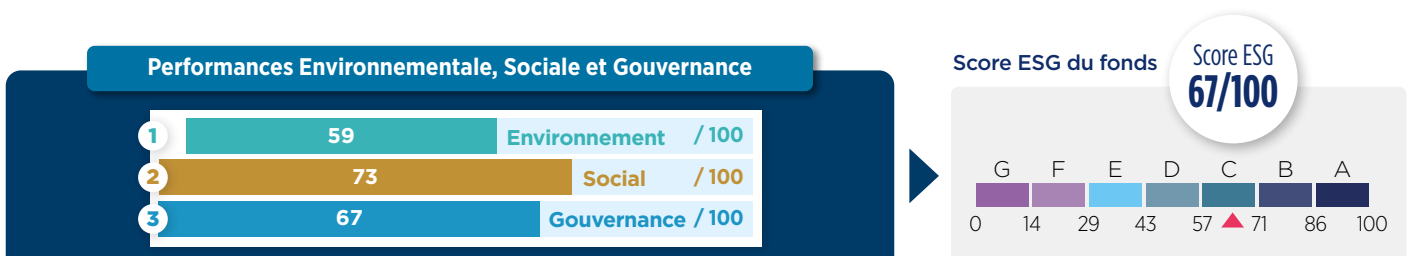 Performances Environnementale, Sociale et Gouvernance
1 59 Environnement / 100
2 73 Social / 100
3 67 Gouvernance / 100
Score ESG du fonds
Score ESG
67/100
G F E D C B A
0 14 29 43 57 71 86 100